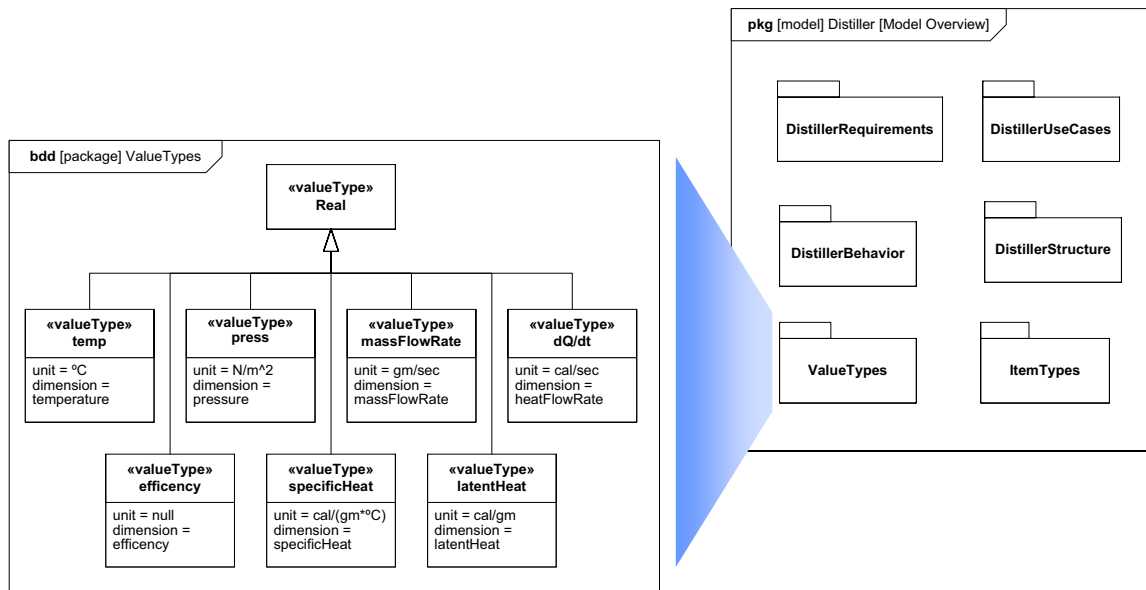 pkg [model] Distiller [Model Overview]
DistillerRequirements
DistillerUseCases
DistillerBehavior
DistillerStructure
ValueTypes
ItemTypes
bdd [package] ValueTypes
«valueType»
Real
«valueType»
temp
unit = ºC
dimension =
temperature
«valueType»
press
unit = N/m^2
dimension =
pressure
«valueType»
massFlowRate
unit = gm/sec
dimension =
massFlowRate
«valueType»
dQ/dt
unit = cal/sec
dimension =
heatFlowRate
«valueType»
efficency
unit = null
dimension =
efficency
«valueType»
specificHeat
unit = cal/(gm*ºC)
dimension =
specificHeat
«valueType»
latentHeat
unit = cal/gm
dimension =
latentHeat